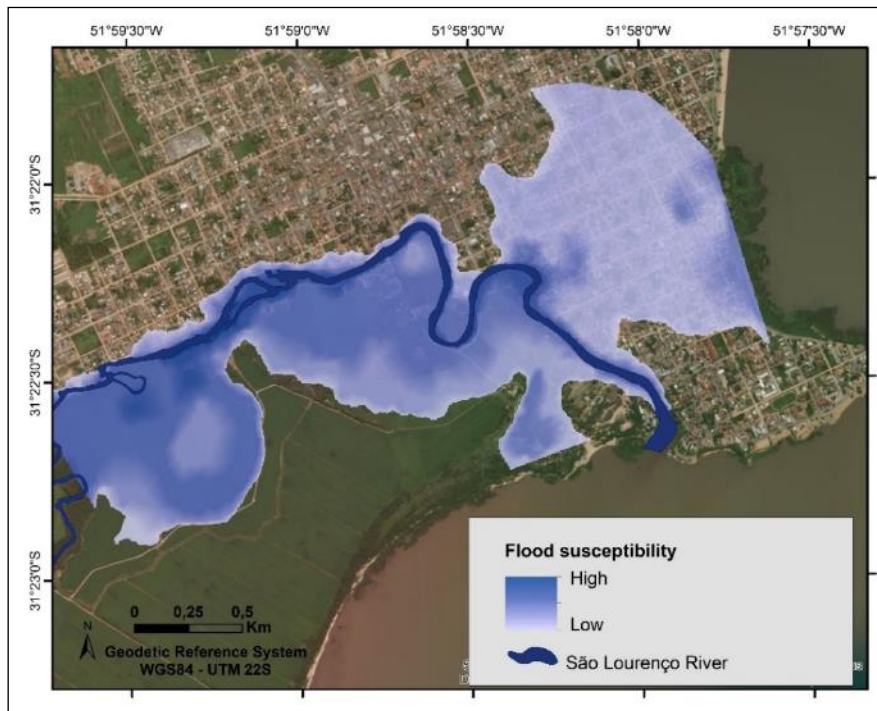 51°59'30"W 51°59'0"W 51°58'30"W 51°58'0"W 51°57'30"W
31°22'0"S
31°22'30"S
31°23'0"S
Flood susceptibility
High
Low
São Lourenço River
0 0,25 0,5
Km
N
Geodetic Reference System
WGS84 - UTM 22S